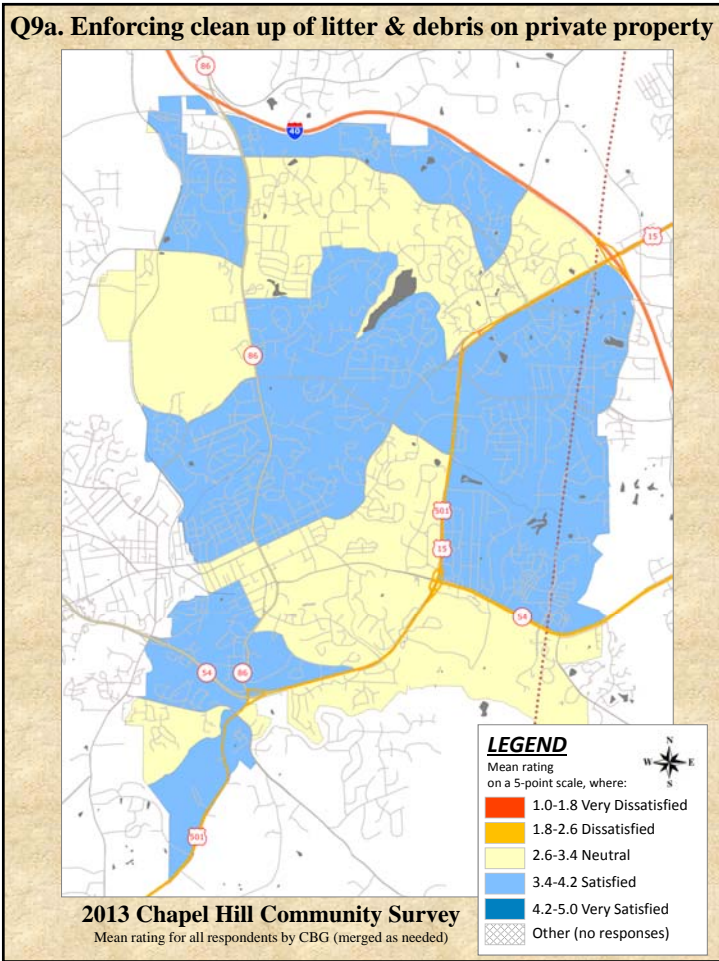 Q9a. Enforcing clean up of litter & debris on private property
86
40
15
86
501
15
54
54
86
501
LEGEND
Mean rating
on a 5-point scale, where:
N
W E
S
1.0-1.8 Very Dissatisfied
1.8-2.6 Dissatisfied
2.6-3.4 Neutral
3.4-4.2 Satisfied
4.2-5.0 Very Satisfied
Other (no responses)
2013 Chapel Hill Community Survey
Mean rating for all respondents by CBG (merged as needed)